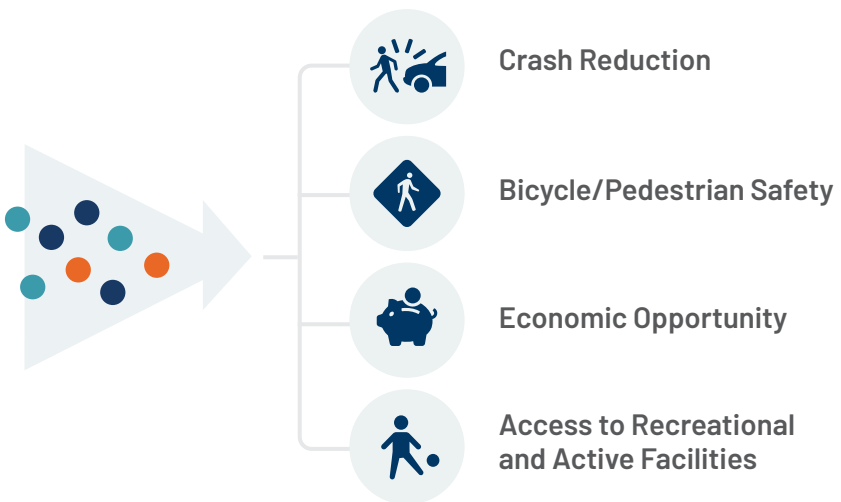 Crash Reduction
Bicycle/Pedestrian Safety
Economic Opportunity
Access to Recreational
and Active Facilities